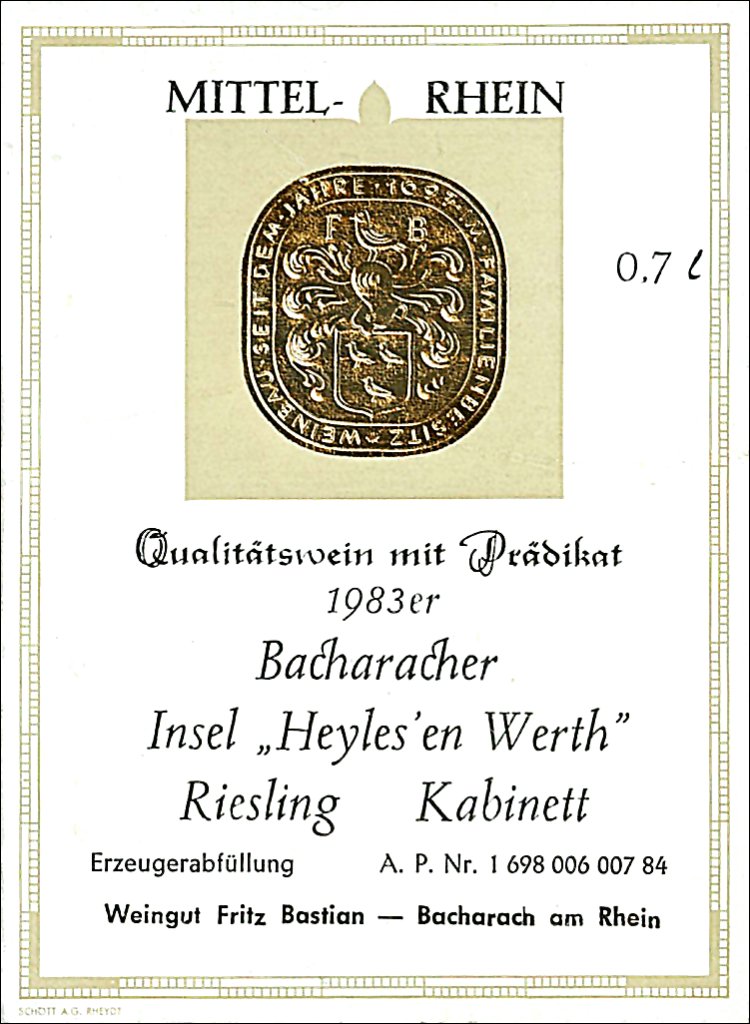 MITTEL- RHEIN
WEINBAU · SEIT DEM · JAHRE · 1697 · IM FAMILIENBESITZ
F B
0,7 l
Qualitätswein mit Prädikat
1983er
Bacharacher
Insel „Heyles'en Werth”
Riesling Kabinett
Erzeugerabfüllung A. P. Nr. 1 698 006 007 84
Weingut Fritz Bastian — Bacharach am Rhein
SCHOTT A.G. RHEYDT